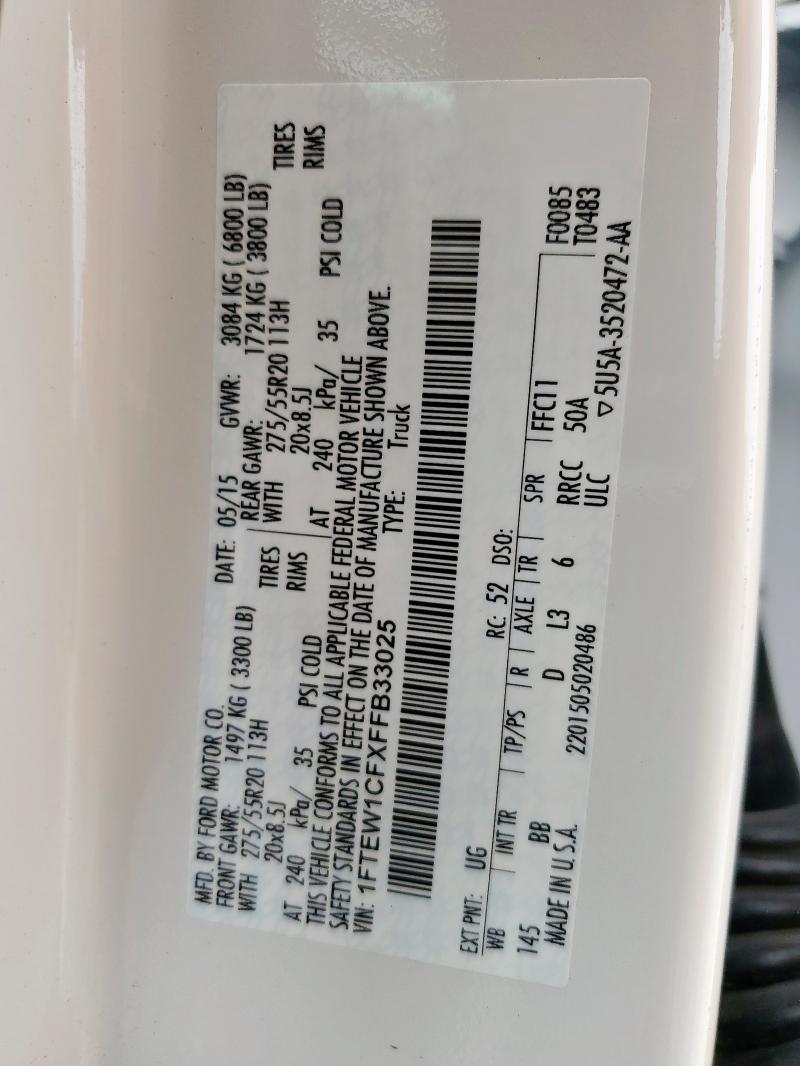 MFD. BY FORD MOTOR CO. DATE: 05/15 GVWR: 3084 KG ( 6800 LB)
FRONT GAWR: 1497 KG ( 3300 LB) REAR GAWR: 1724 KG ( 3800 LB)
WITH 275/55R20 113H TIRES WITH 275/55R20 113H TIRES
20x8.5J RIMS 20x8.5J RIMS
AT 240 kPa/ 35 PSI COLD AT 240 kPa/ 35 PSI COLD
THIS VEHICLE CONFORMS TO ALL APPLICABLE FEDERAL MOTOR VEHICLE
SAFETY STANDARDS IN EFFECT ON THE DATE OF MANUFACTURE SHOWN ABOVE.
VIN: 1FTEW1CFXFFB33025 TYPE: Truck
EXT PNT: UG RC: 52 DSO:
WB INT TR TP/PS R AXLE TR SPR FFC11 F0085
145 BB D L3 6 RRCC 50A T0483
MADE IN U.S.A. 2201505020486 ULC ▽5U5A-3520472-AA